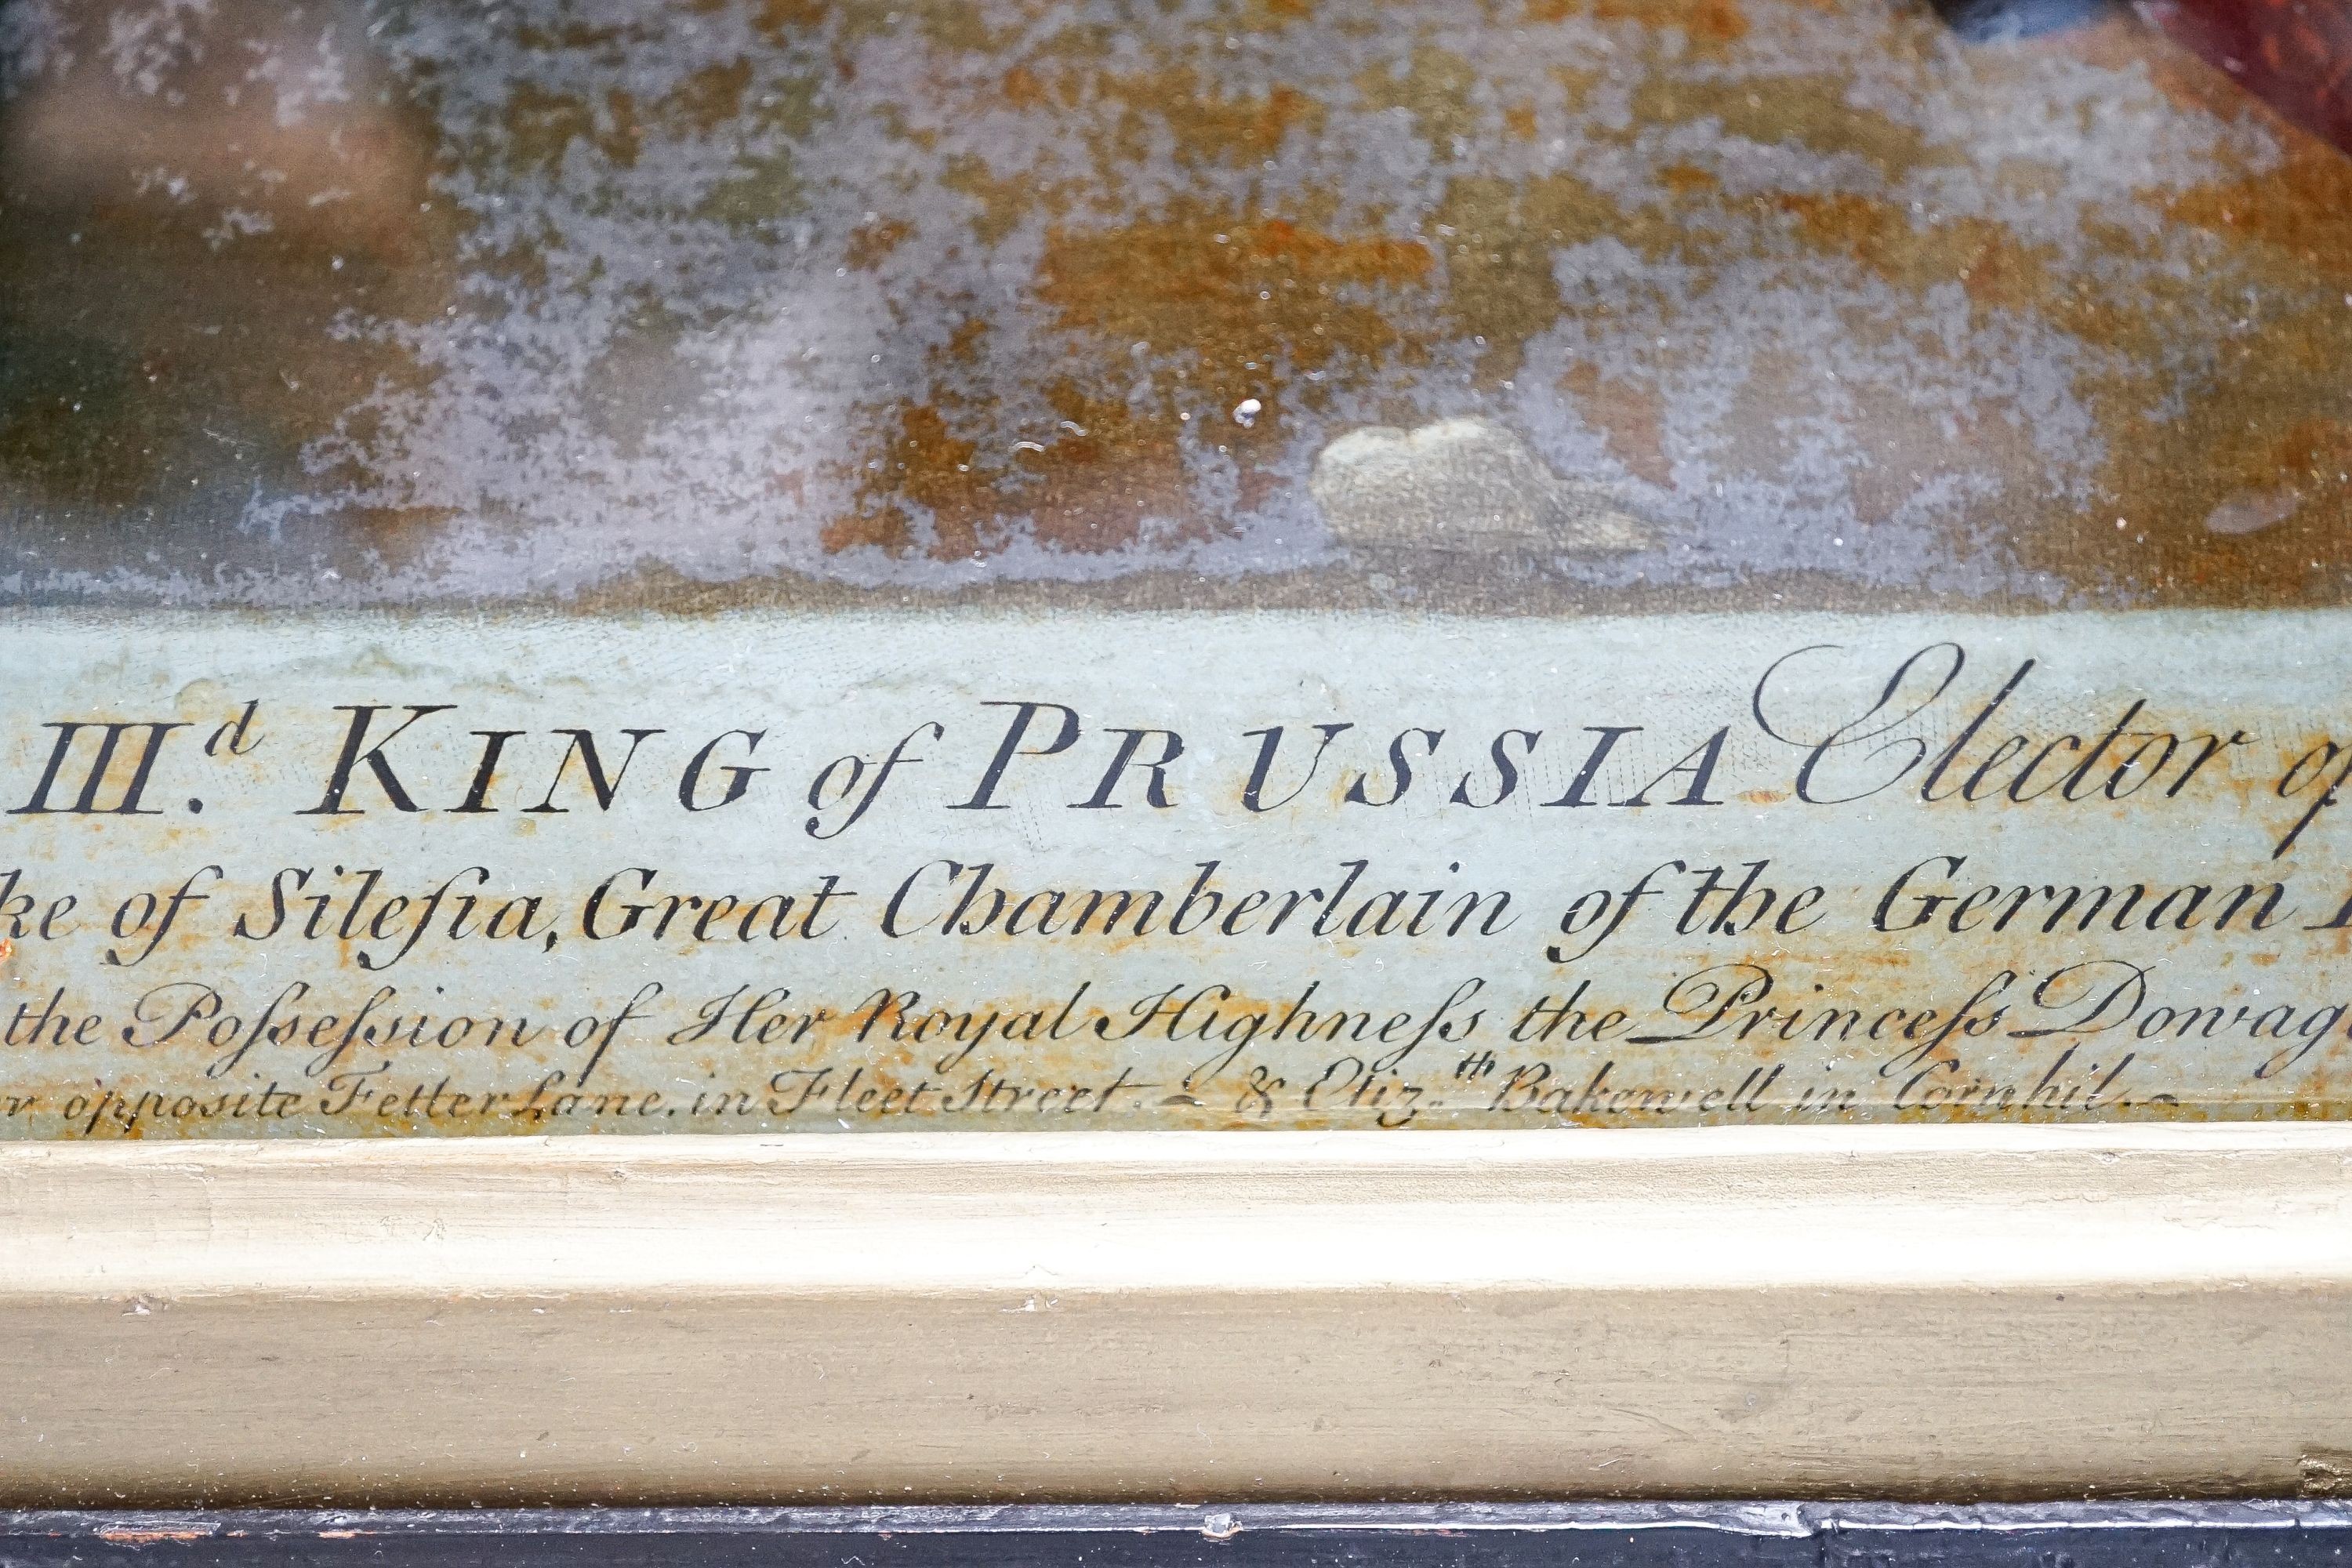 III.d KING of PRUSSIA Elector of
ke of Sileſia, Great Chamberlain of the German
the Poſseſsion of Her Royal Highneſs the Princeſs Dowag
r opposite Fetter Lane. in Fleet Street. - & Eliz.th Bakewell in Cornhil.